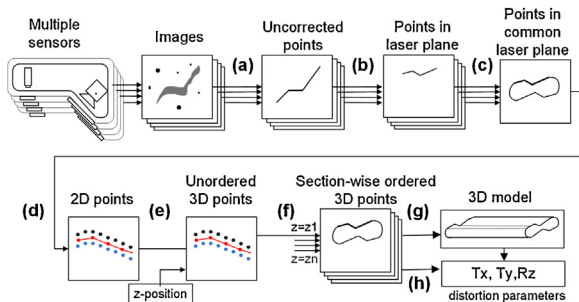 Multiple
sensors
Images
(a)
Uncorrected
points
(b)
Points in
laser plane
(c)
Points in
common
laser plane
(d)
2D points
(e)
Unordered
3D points
z-position
(f)
z=z1
z=zn
Section-wise ordered
3D points
(g)
(h)
3D model
Tx, Ty, Rz
distortion parameters